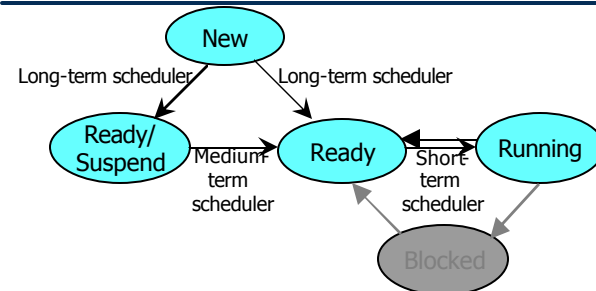 New
Long-term scheduler
Long-term scheduler
Ready/
Suspend
Medium-
term
scheduler
Ready
Short-
term
scheduler
Running
Blocked